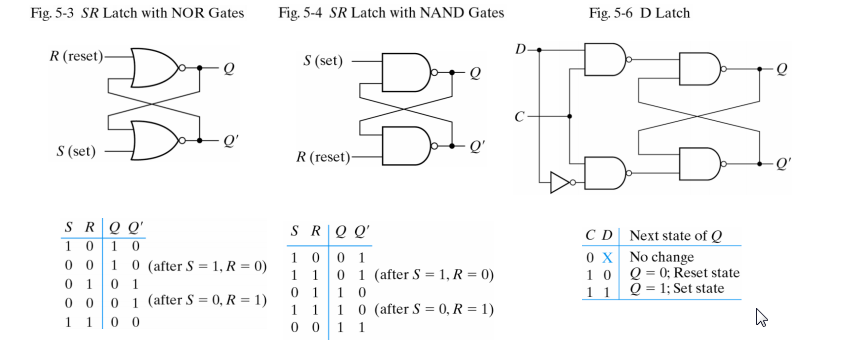 Fig. 5-3 SR Latch with NOR Gates
R (reset)
Q
Q'
S (set)
S R Q Q'
1 0 1 0
0 0 1 0 (after S = 1, R = 0)
0 1 0 1
0 0 0 1 (after S = 0, R = 1)
1 1 0 0
Fig. 5-4 SR Latch with NAND Gates
S (set)
Q
Q'
R (reset)
S R Q Q'
1 0 0 1
1 1 0 1 (after S = 1, R = 0)
0 1 1 0
1 1 1 0 (after S = 0, R = 1)
0 0 1 1
Fig. 5-6 D Latch
D
Q
C
Q'
C D Next state of Q
0 X No change
1 0 Q = 0; Reset state
1 1 Q = 1; Set state